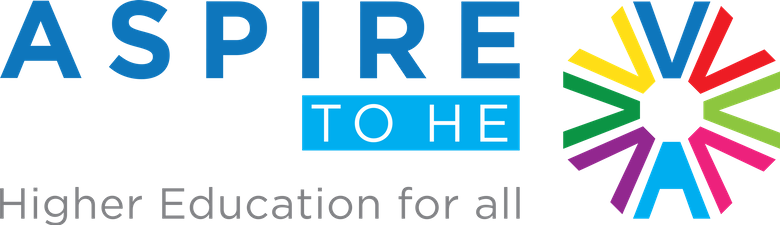 ASPIRE
TO HE
Higher Education for all